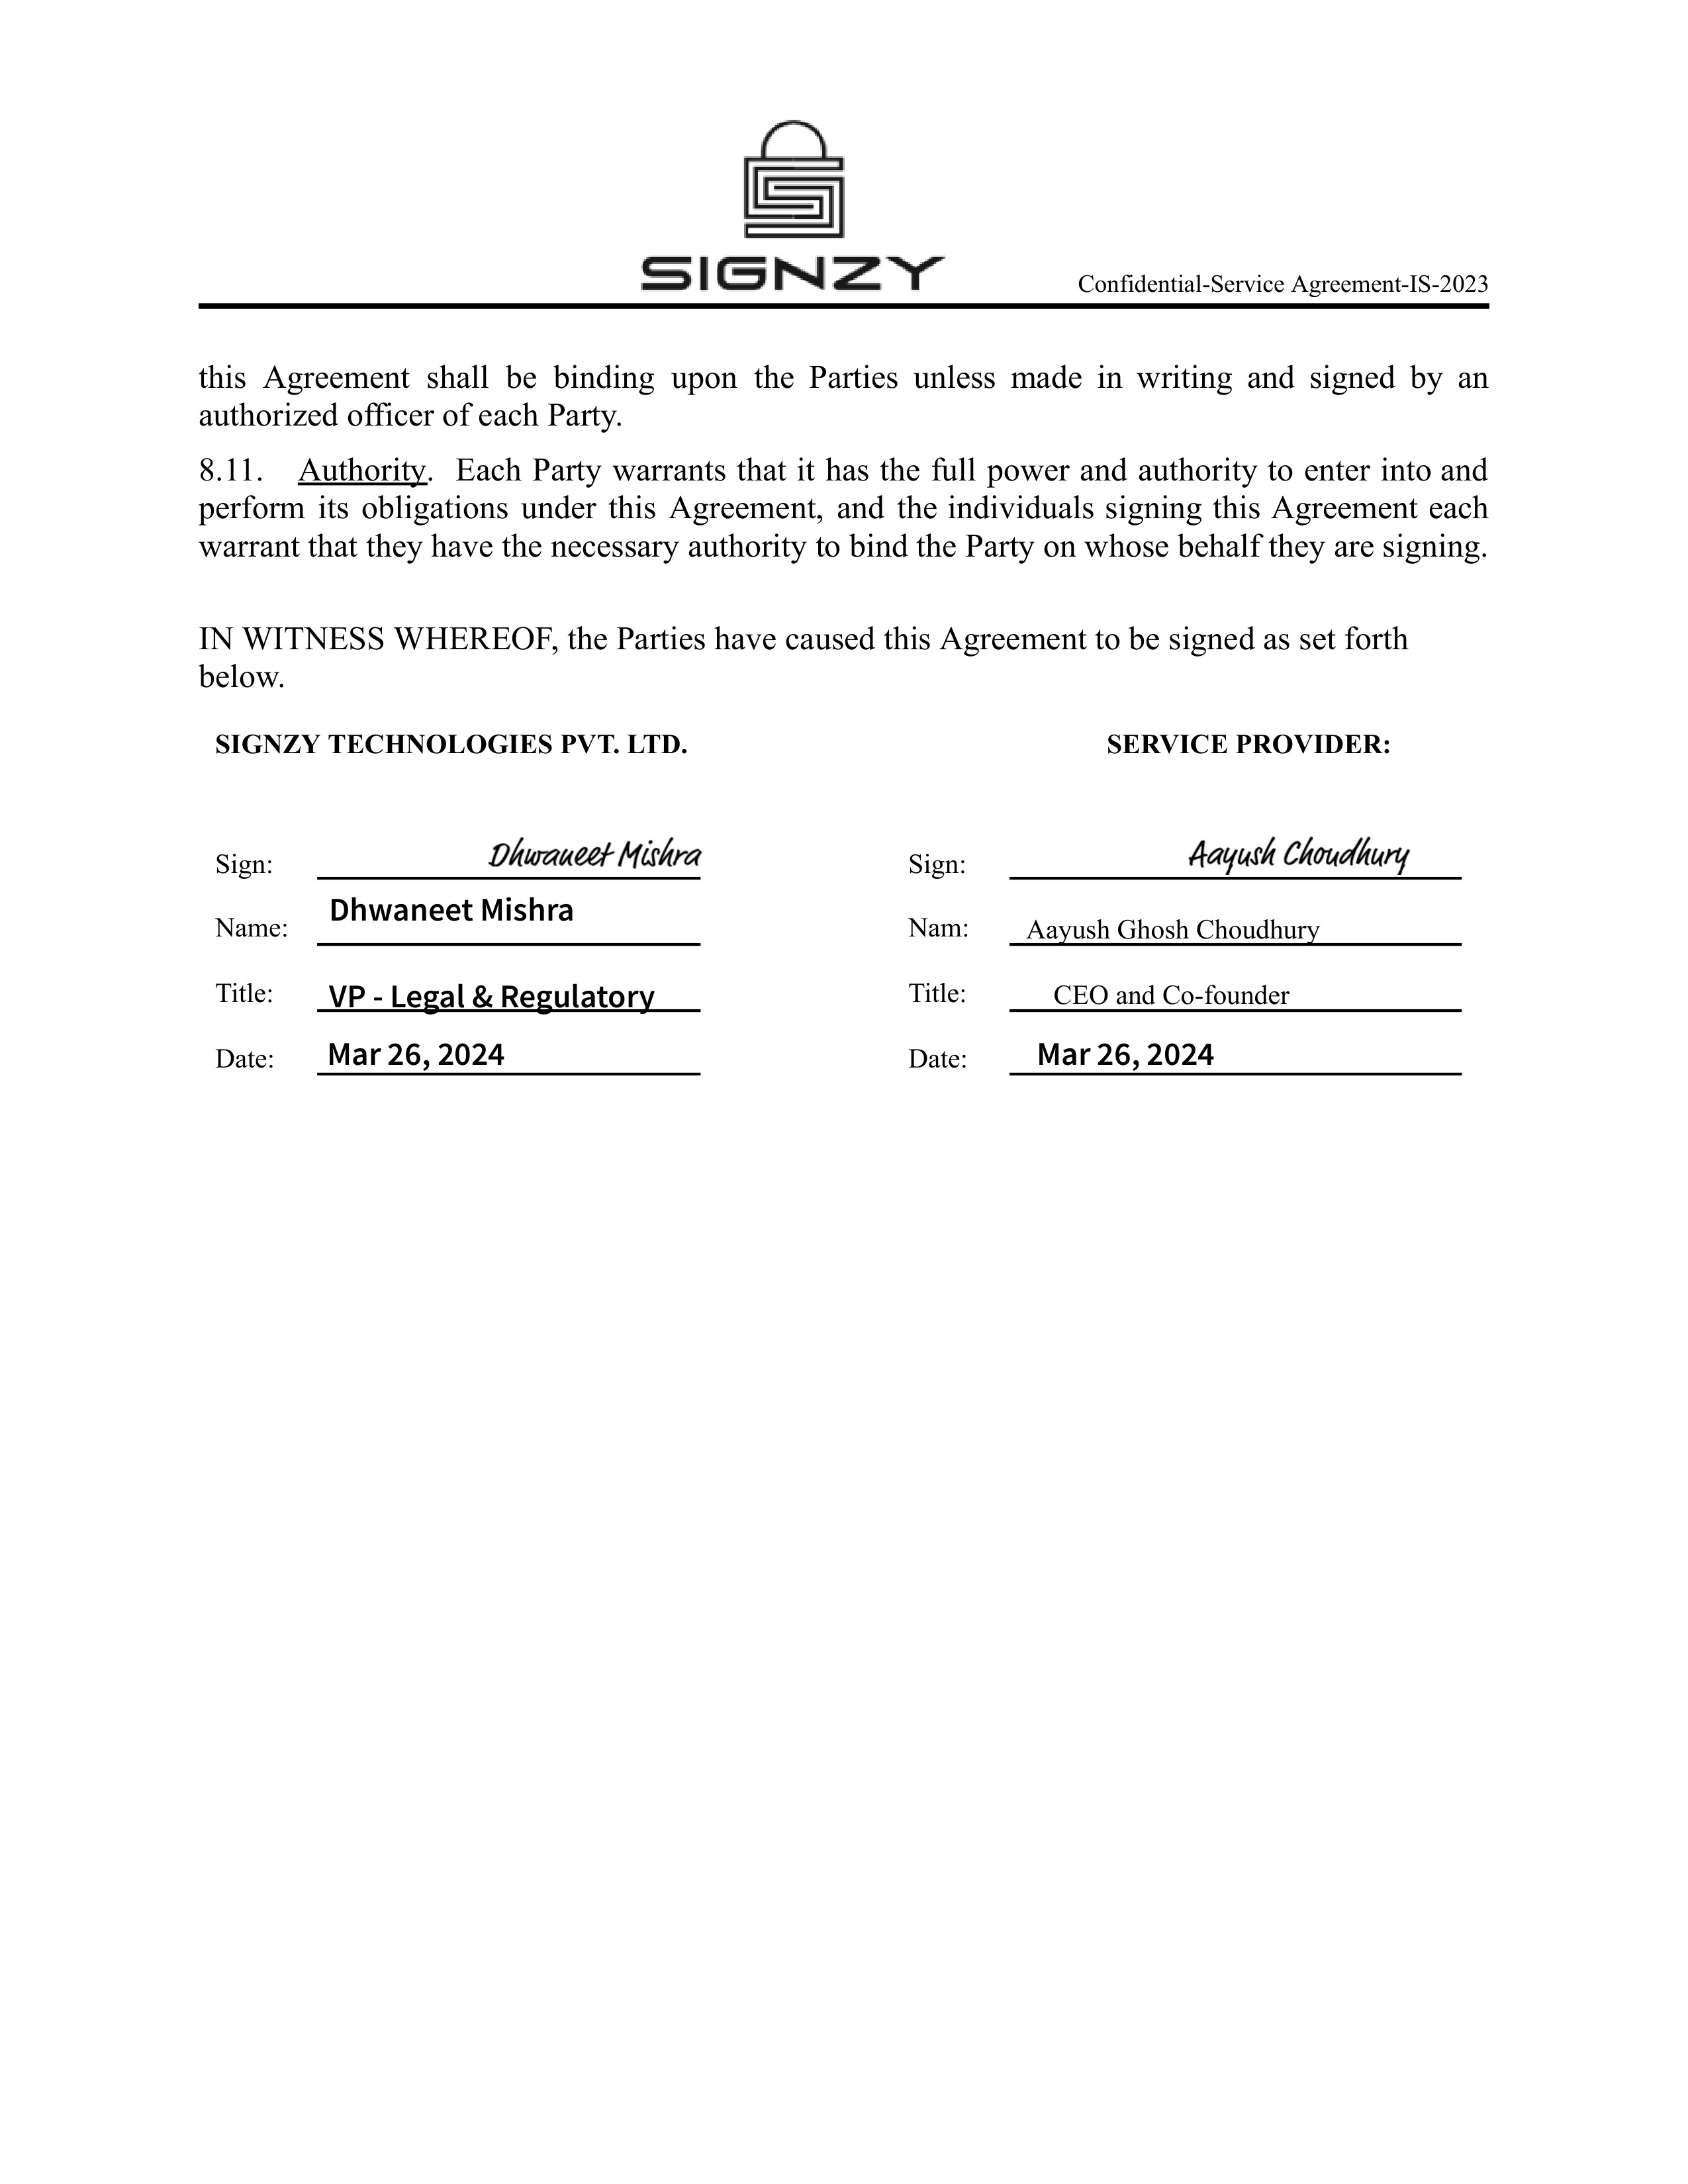 SIGNZY
Confidential-Service Agreement-IS-2023
this Agreement shall be binding upon the Parties unless made in writing and signed by an
authorized officer of each Party.
8.11. Authority. Each Party warrants that it has the full power and authority to enter into and
perform its obligations under this Agreement, and the individuals signing this Agreement each
warrant that they have the necessary authority to bind the Party on whose behalf they are signing.
IN WITNESS WHEREOF, the Parties have caused this Agreement to be signed as set forth
below.
SIGNZY TECHNOLOGIES PVT. LTD.
Sign: Dhwaneet Mishra
Name: Dhwaneet Mishra
Title: VP - Legal & Regulatory
Date: Mar 26, 2024
SERVICE PROVIDER:
Sign: Aayush Choudhury
Nam: Aayush Ghosh Choudhury
Title: CEO and Co-founder
Date: Mar 26, 2024